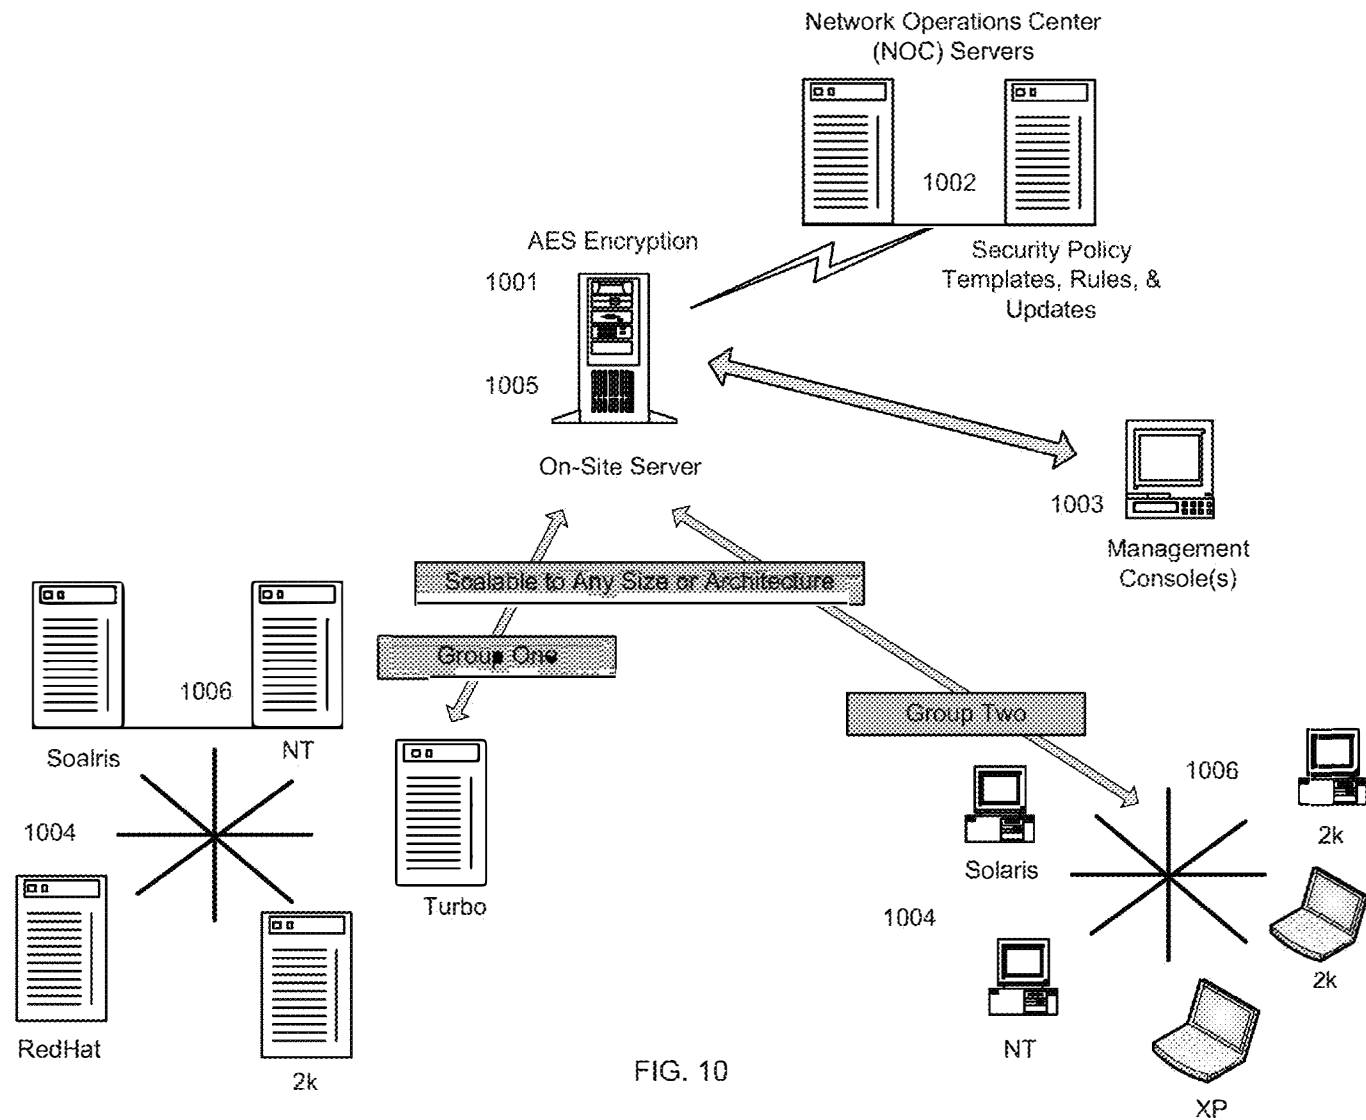 Network Operations Center
(NOC) Servers
1002
AES Encryption
1001
Security Policy
Templates, Rules, &
Updates
1005
On-Site Server
1003
Management
Console(s)
Scalable to Any Size or Architecture
Group One
1006
Group Two
Soalris
NT
1006
2k
1004
Turbo
Solaris
1004
2k
RedHat
2k
NT
XP
FIG. 10